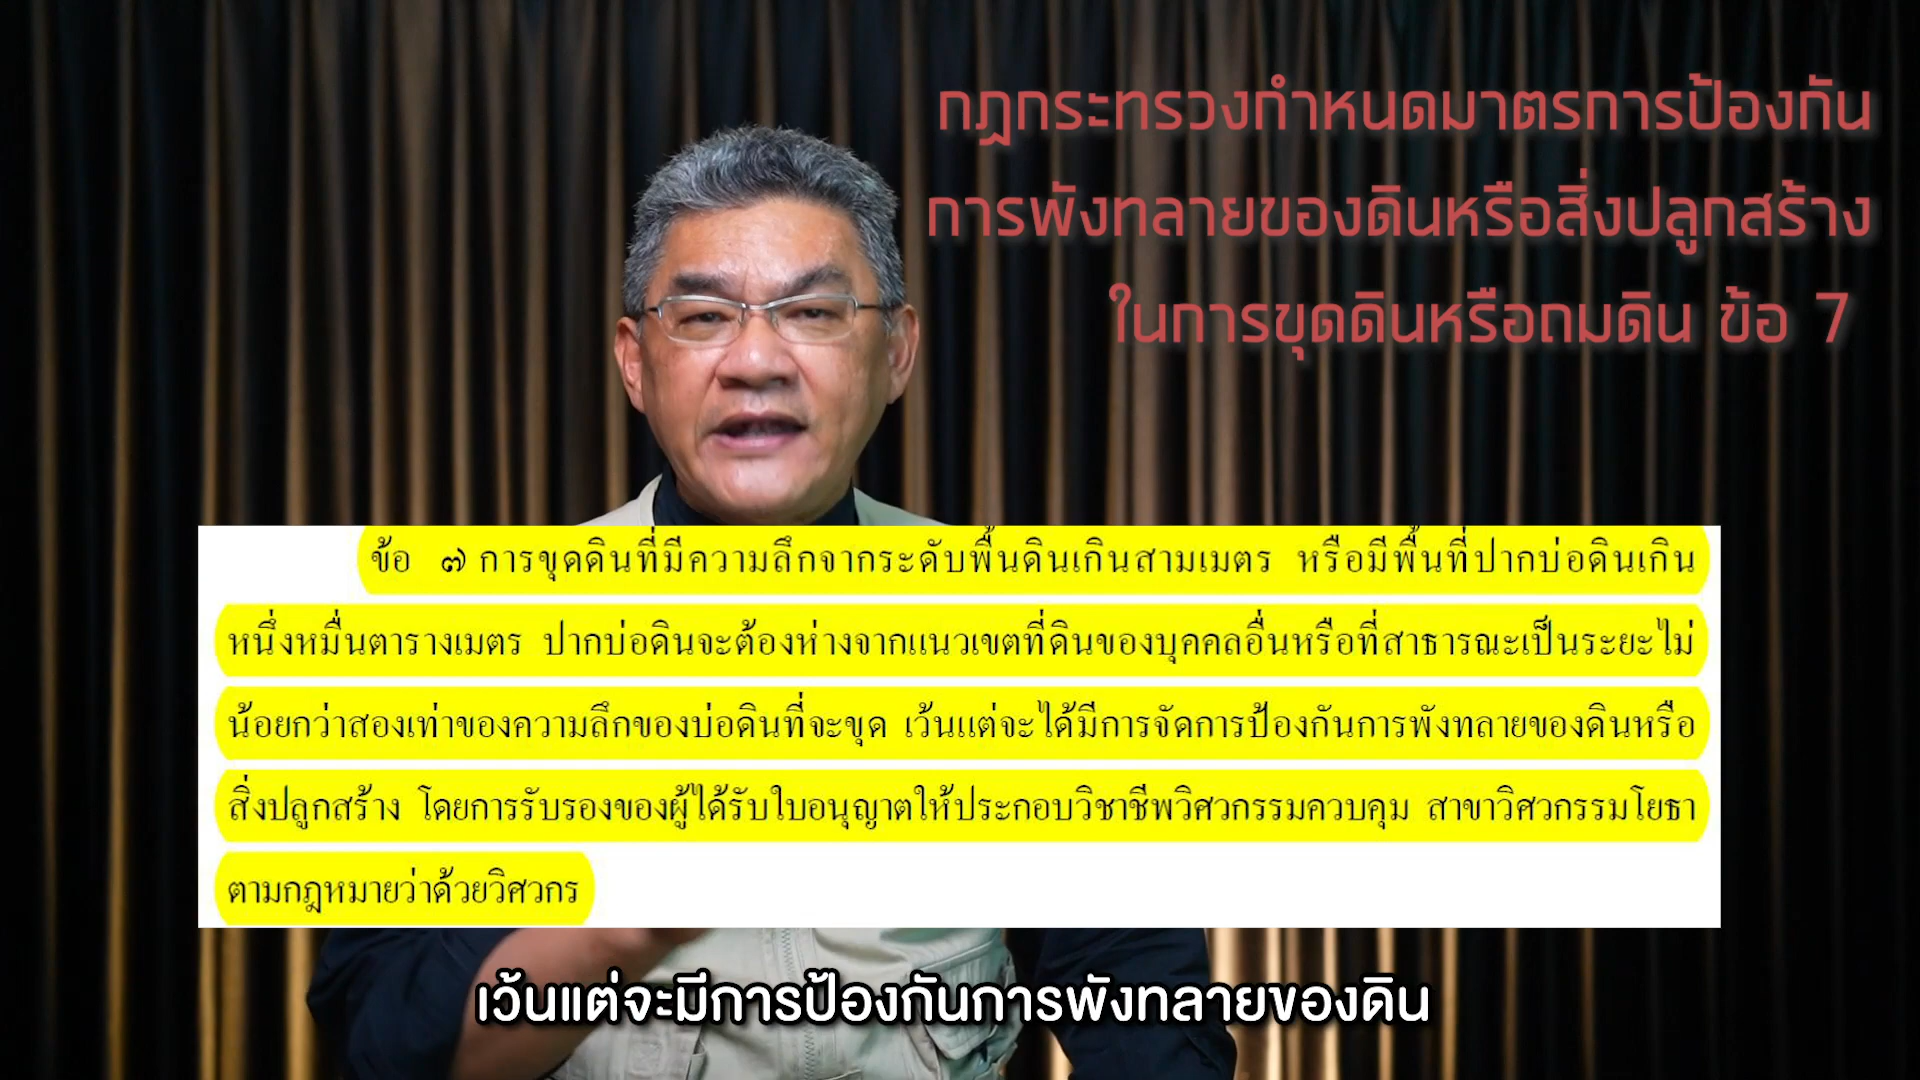 กฎกระทรวงกำหนดมาตรการป้องกัน
การพังทลายของดินหรือสิ่งปลูกสร้าง
ในการขุดดินหรือถมดิน ข้อ 7
ข้อ ๗ การขุดดินที่มีความลึกจากระดับพื้นดินเกินสามเมตร หรือมีพื้นที่ปากบ่อดินเกิน
หนึ่งหมื่นตารางเมตร ปากบ่อดินจะต้องห่างจากแนวเขตที่ดินของบุคคลอื่นหรือที่สาธารณะเป็นระยะไม่
น้อยกว่าสองเท่าของความลึกของบ่อดินที่จะขุด เว้นแต่จะได้มีการจัดการป้องกันการพังทลายของดินหรือ
สิ่งปลูกสร้าง โดยการรับรองของผู้ได้รับใบอนุญาตให้ประกอบวิชาชีพวิศวกรรมควบคุม สาขาวิศวกรรมโยธา
ตามกฎหมายว่าด้วยวิศวกร
เว้นแต่จะมีการป้องกันการพังทลายของดิน